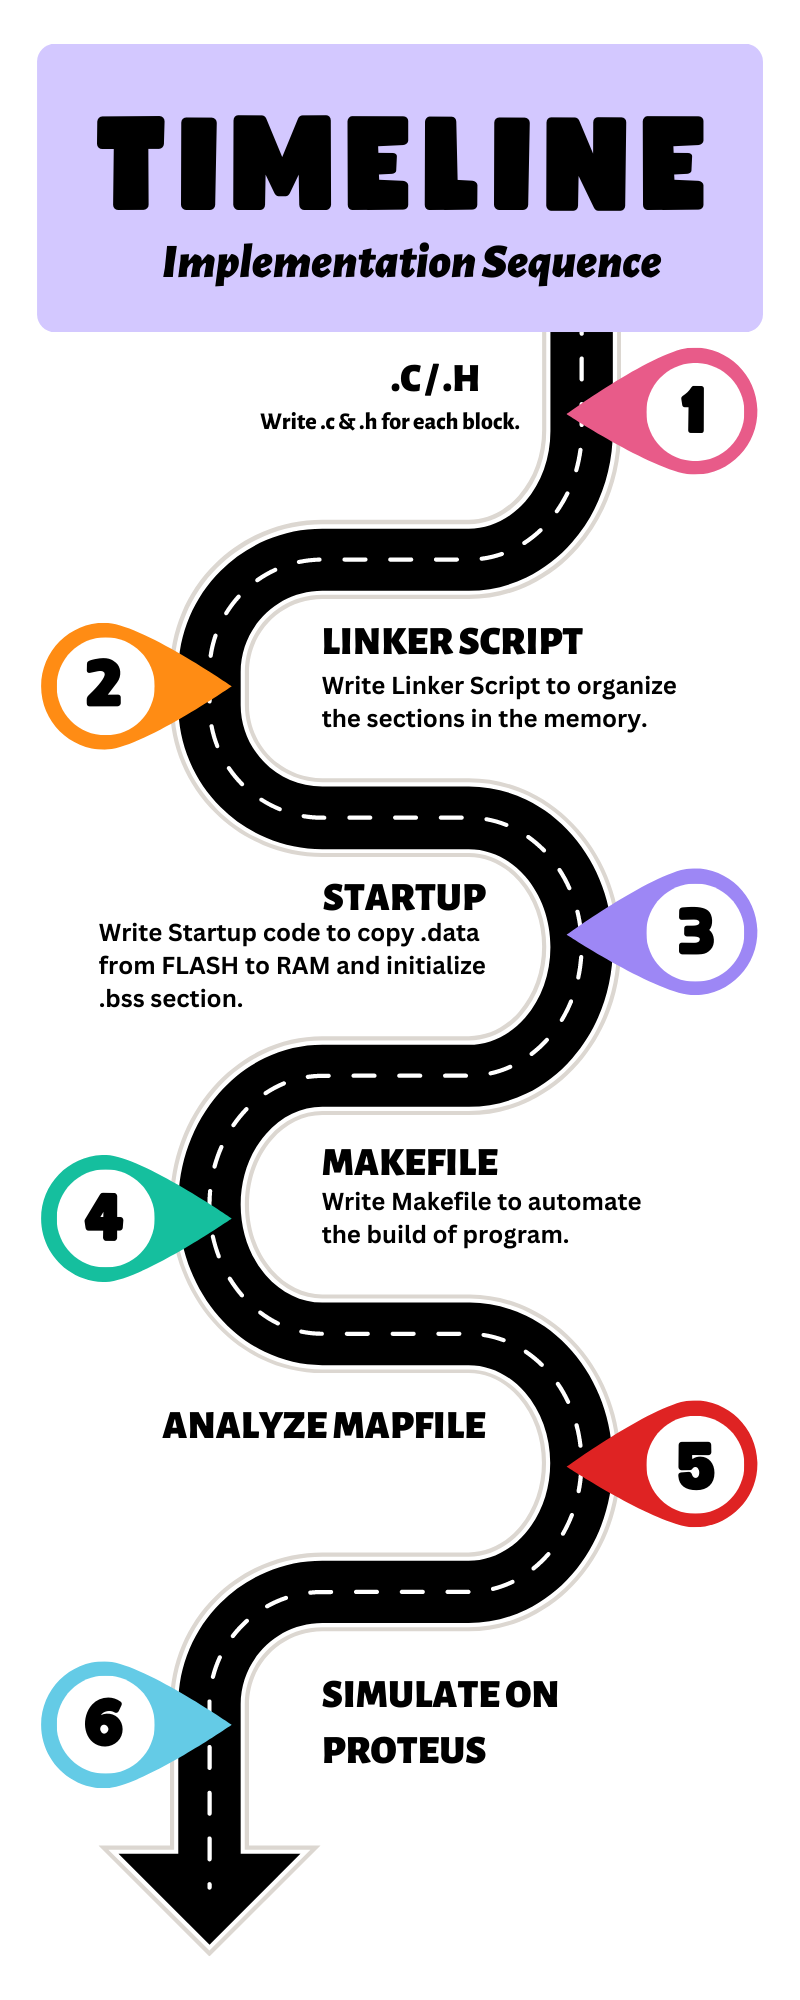 TIMELINE
Implementation Sequence
.C/.H
Write .c & .h for each block.
1
LINKER SCRIPT
Write Linker Script to organize
the sections in the memory.
2
STARTUP
Write Startup code to copy .data
from FLASH to RAM and initialize
.bss section.
3
MAKEFILE
Write Makefile to automate
the build of program.
4
ANALYZE MAPFILE
5
SIMULATE ON
PROTEUS
6